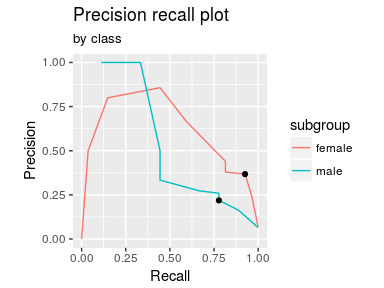 Precision recall plot
by class
1.00
0.75
0.50
0.25
0.00
Precision
0.00 0.25 0.50 0.75 1.00
Recall
subgroup
female
male